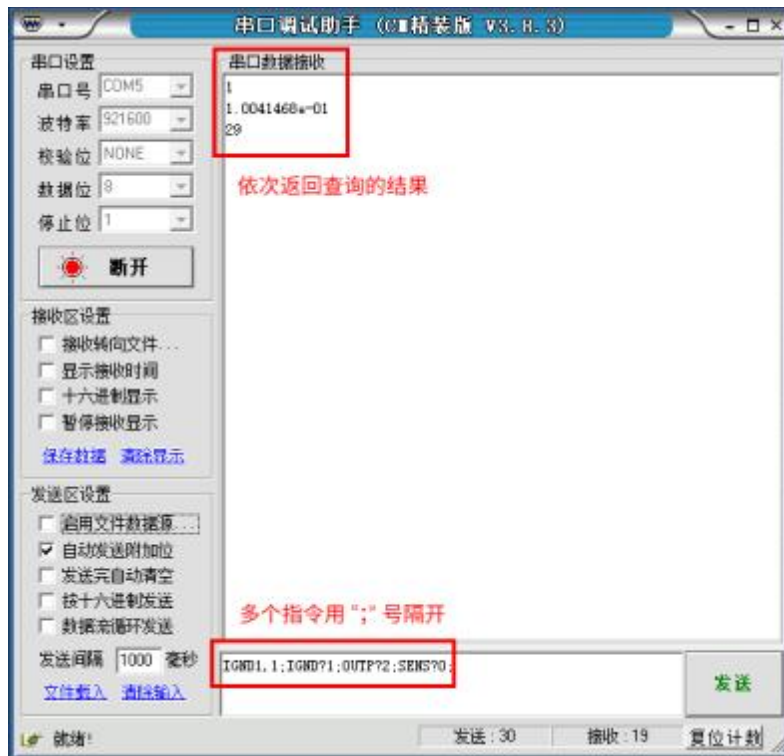 串口调试助手 (CM精装版 V3.8.3)
串口设置
串口号 COM5
波特率 921600
校验位 NONE
数据位 8
停止位 1
断开
接收区设置
接收转向文件...
显示接收时间
十六进制显示
暂停接收显示
保存数据 清除显示
发送区设置
启用文件数据源...
自动发送附加位
发送完自动清空
按十六进制发送
数据流循环发送
发送间隔 1000 毫秒
文件载入 清除输入
串口数据接收
1
1.0041468e-01
29
依次返回查询的结果
多个指令用 ";" 号隔开
IGND1,1;IGND?1;OUTP?2;SENS?0;
发送
就绪!
发送:30
接收:19
复位计数